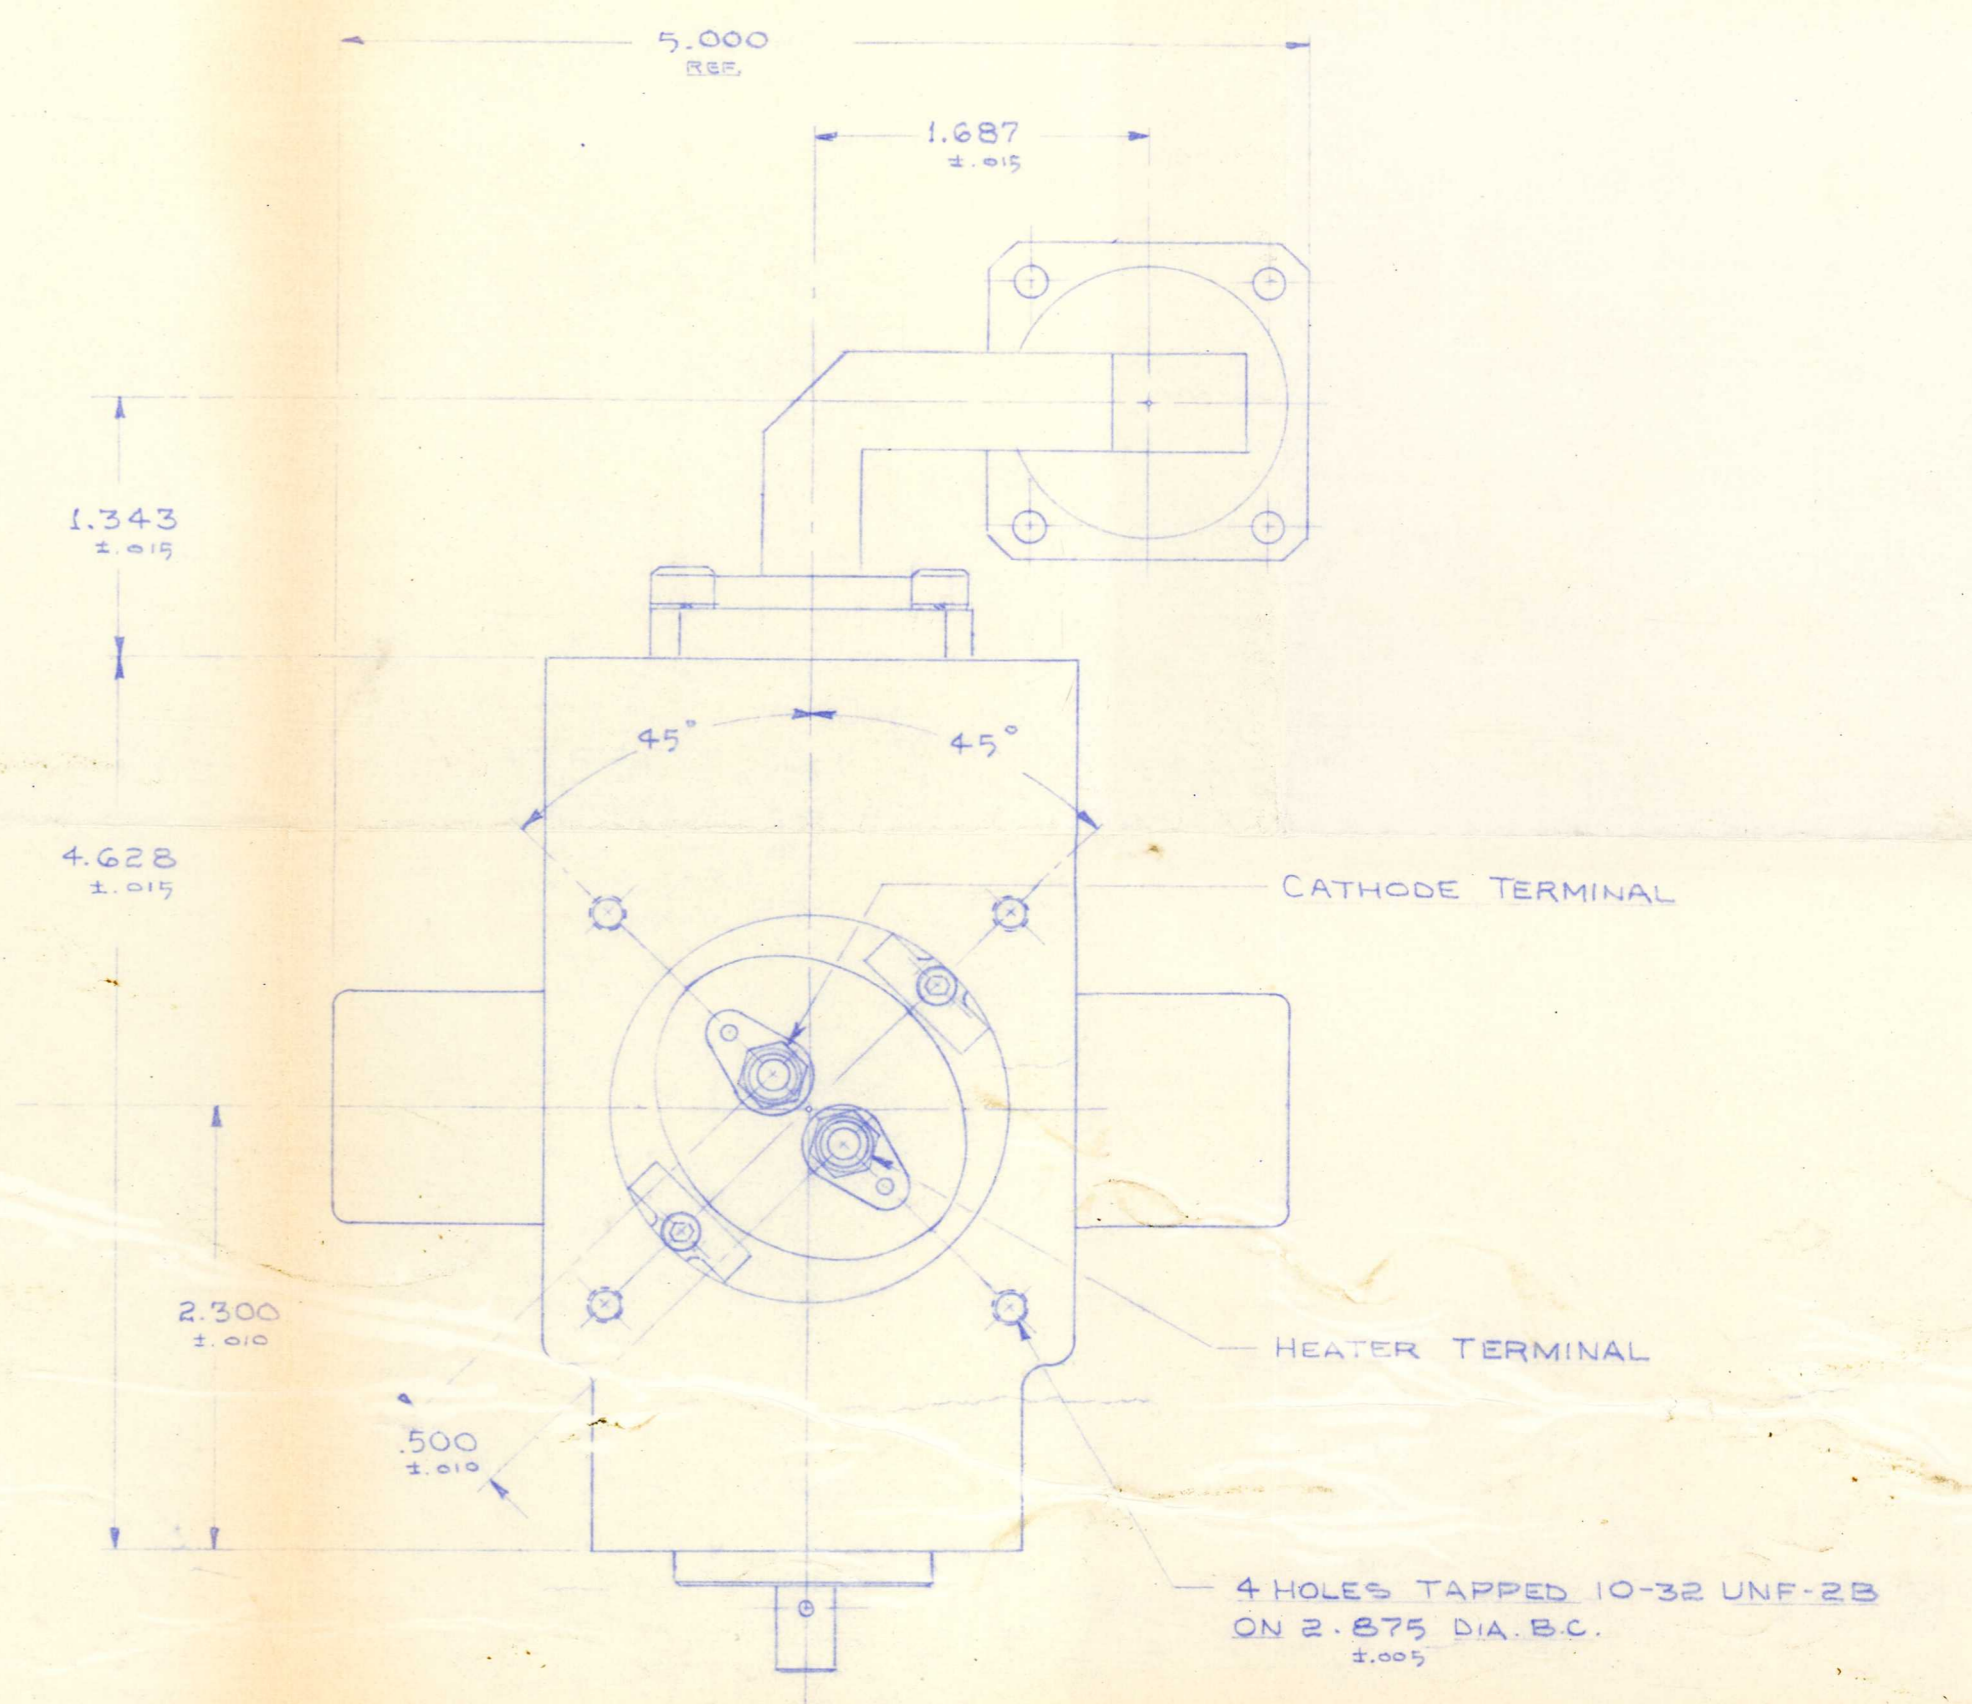 5.000
REF.
1.687
±.015
1.343
±.015
45° 45°
4.628
±.015
CATHODE TERMINAL
2.300
±.010
HEATER TERMINAL
.500
±.010
4 HOLES TAPPED 10-32 UNF-2B
ON 2.875 DIA. B.C.
±.005